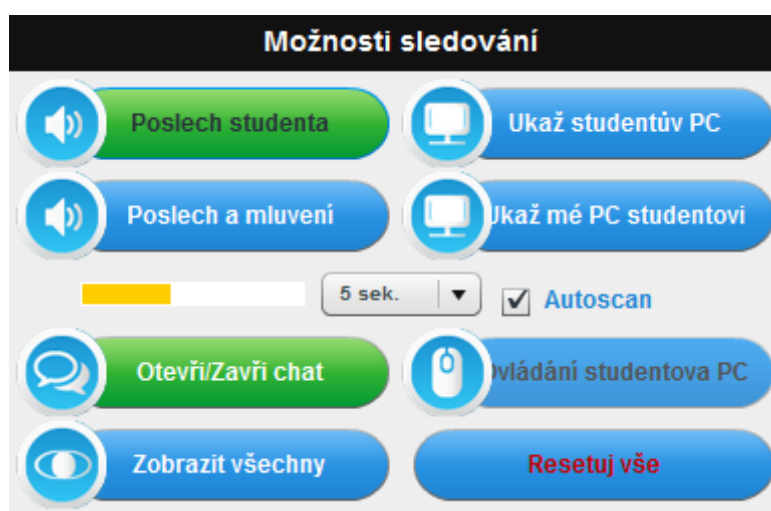 Možnosti sledování
Poslech studenta
Ukaž studentův PC
Poslech a mluvení
Ukaž mé PC studentovi
5 sek.
Autoscan
Otevři/Zavři chat
Ovládání studentova PC
Zobrazit všechny
Resetuj vše